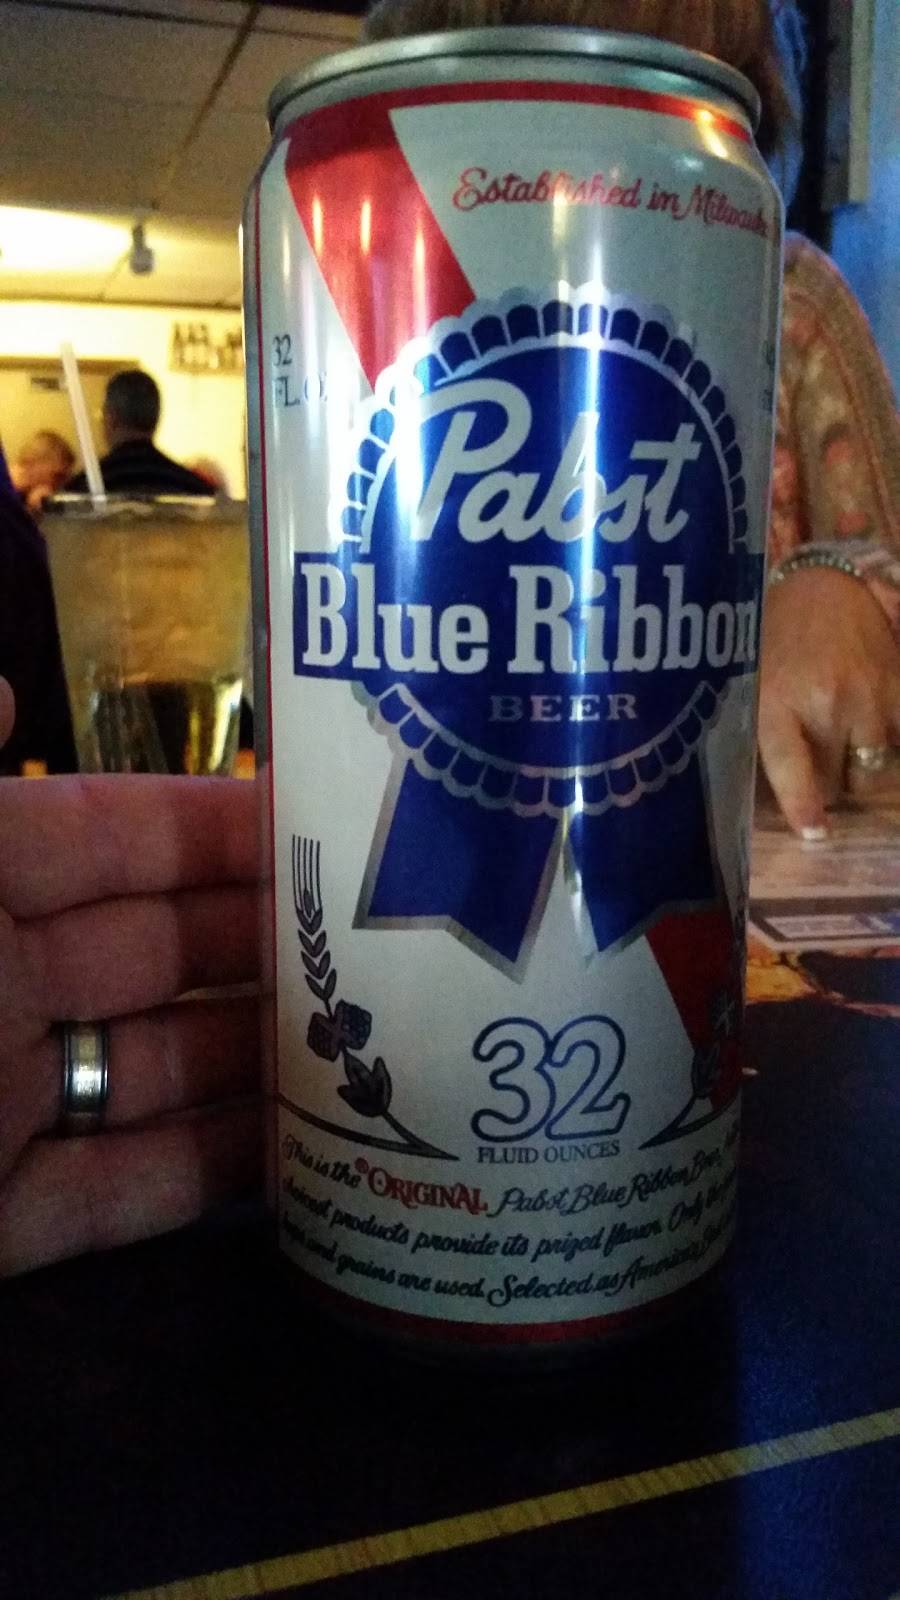 Established in Milwaukee
32
FL. OZ
Pabst
Blue Ribbon
BEER
32
FLUID OUNCES
This is the ORIGINAL Pabst Blue Ribbon Beer,
choicest products provide its prized flavor. Only the
hops and grains are used. Selected as America's